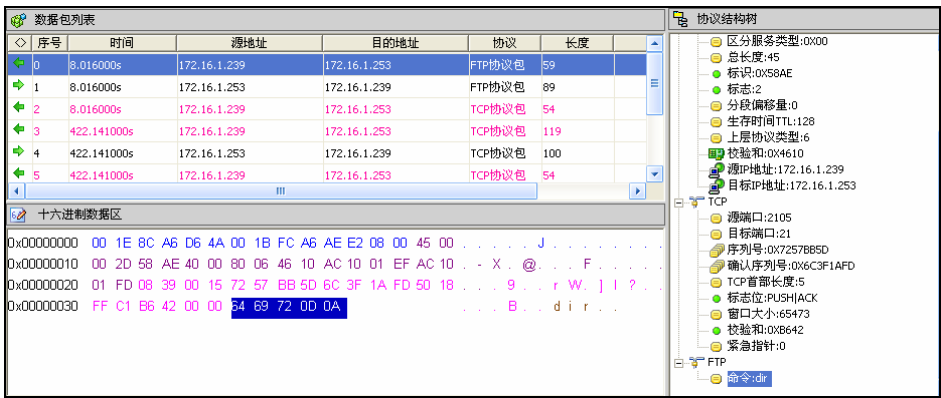 数据包列表
序号 时间 源地址 目的地址 协议 长度
0 8.016000s 172.16.1.239 172.16.1.253 FTP协议包 59
1 8.016000s 172.16.1.253 172.16.1.239 FTP协议包 89
2 8.016000s 172.16.1.239 172.16.1.253 TCP协议包 54
3 422.141000s 172.16.1.239 172.16.1.253 TCP协议包 119
4 422.141000s 172.16.1.253 172.16.1.239 TCP协议包 100
5 422.141000s 172.16.1.239 172.16.1.253 TCP协议包 54
十六进制数据区
0x00000000 00 1E 8C A6 D6 4A 00 1B FC A6 AE E2 08 00 45 00 . . . . . J . . . . . . . .
0x00000010 00 2D 58 AE 40 00 80 06 46 10 AC 10 01 EF AC 10 . - X . @ . . . F . . . . .
0x00000020 01 FD 08 39 00 15 72 57 BB 5D 6C 3F 1A FD 50 18 . . . 9 . . r W . ] l ? . .
0x00000030 FF C1 B6 42 00 00 64 69 72 0D 0A . . . B . . d i r . .
协议结构树
区分服务类型:0X00
总长度:45
标识:0X58AE
标志:2
分段偏移量:0
生存时间TTL:128
上层协议类型:6
校验和:0X4610
源IP地址:172.16.1.239
目标IP地址:172.16.1.253
TCP
源端口:2105
目标端口:21
序列号:0X7257BB5D
确认序列号:0X6C3F1AFD
TCP首部长度:5
标志位:PUSH|ACK
窗口大小:65473
校验和:0XB642
紧急指针:0
FTP
命令:dir